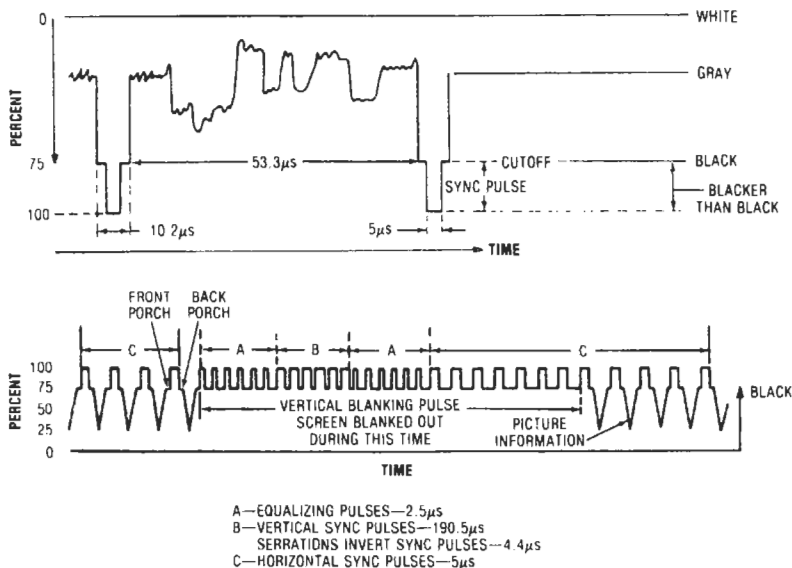 0
WHITE
GRAY
PERCENT
75
53.3µs
CUTOFF
BLACK
SYNC PULSE
BLACKER
THAN BLACK
100
10.2µs
5µs
TIME
FRONT
PORCH
BACK
PORCH
C
A
B
A
C
100
75
50
25
0
PERCENT
VERTICAL BLANKING PULSE
SCREEN BLANKED OUT
DURING THIS TIME
PICTURE
INFORMATION
BLACK
TIME
A—EQUALIZING PULSES—2.5µs
B—VERTICAL SYNC PULSES—190.5µs
SERRATIONS INVERT SYNC PULSES—4.4µs
C—HORIZONTAL SYNC PULSES—5µs